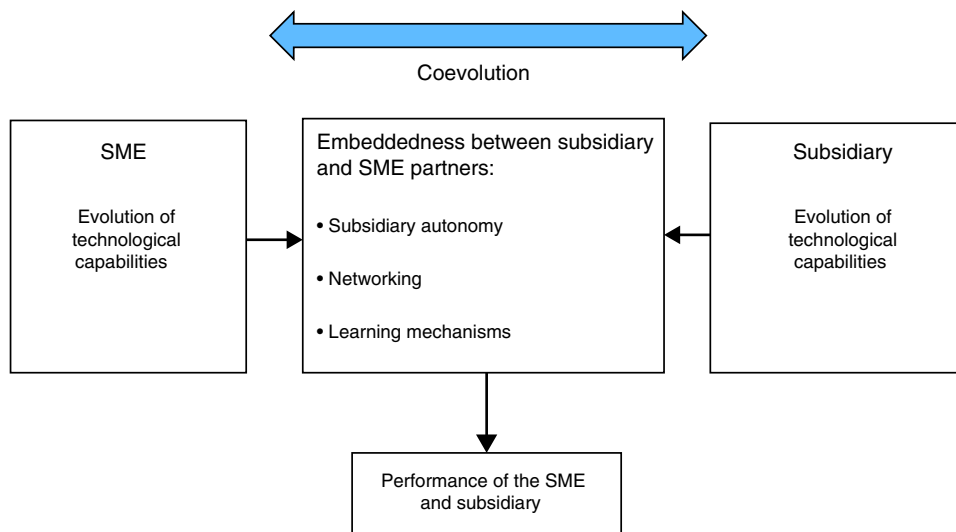 Coevolution
SME
Evolution of
technological
capabilities
Embeddedness between subsidiary
and SME partners:
• Subsidiary autonomy
• Networking
• Learning mechanisms
Subsidiary
Evolution of
technological
capabilities
Performance of the SME
and subsidiary